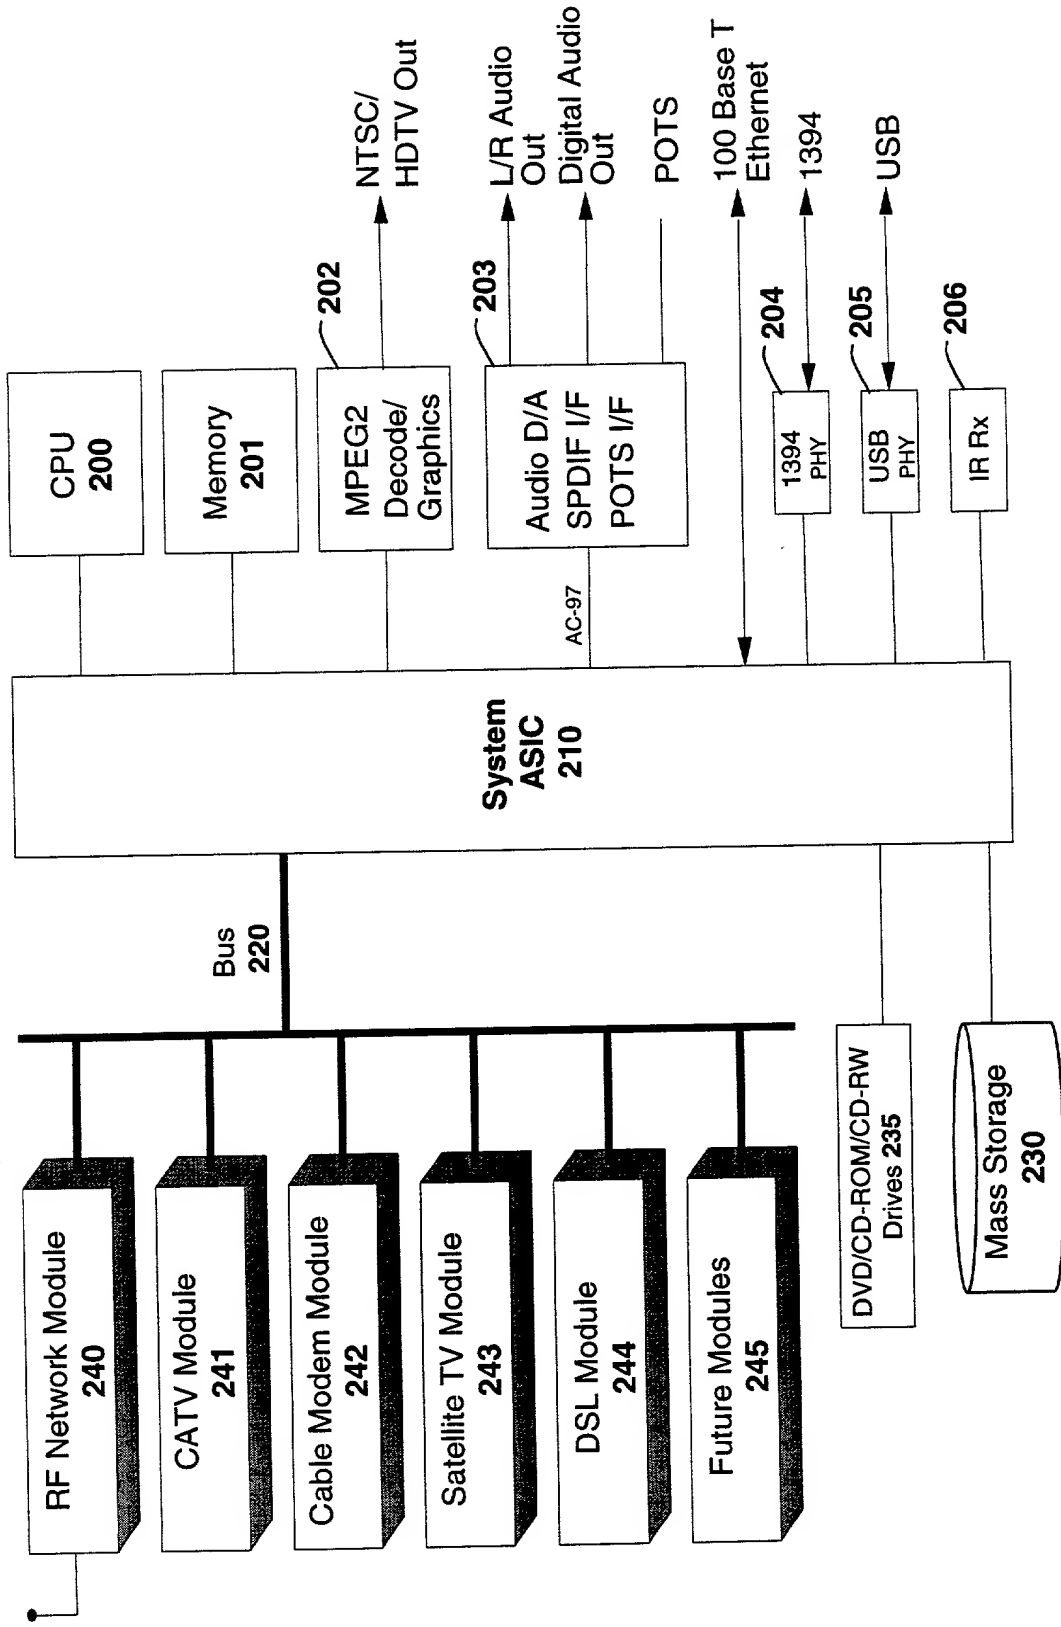 RF Network Module
240
CATV Module
241
Cable Modem Module
242
Satellite TV Module
243
DSL Module
244
Future Modules
245
DVD/CD-ROM/CD-RW
Drives 235
Mass Storage
230
Bus
220
System
ASIC
210
AC-97
CPU
200
Memory
201
MPEG2
Decode/
Graphics
202
Audio D/A
SPDIF I/F
POTS I/F
203
1394
PHY
204
USB
PHY
205
IR Rx
206
NTSC/
HDTV Out
L/R Audio
Out
Digital Audio
Out
POTS
100 Base T
Ethernet
1394
USB